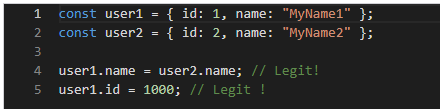 1 const user1 = { id: 1, name: "MyName1" };
2 const user2 = { id: 2, name: "MyName2" };
3
4 user1.name = user2.name; // Legit!
5 user1.id = 1000; // Legit !